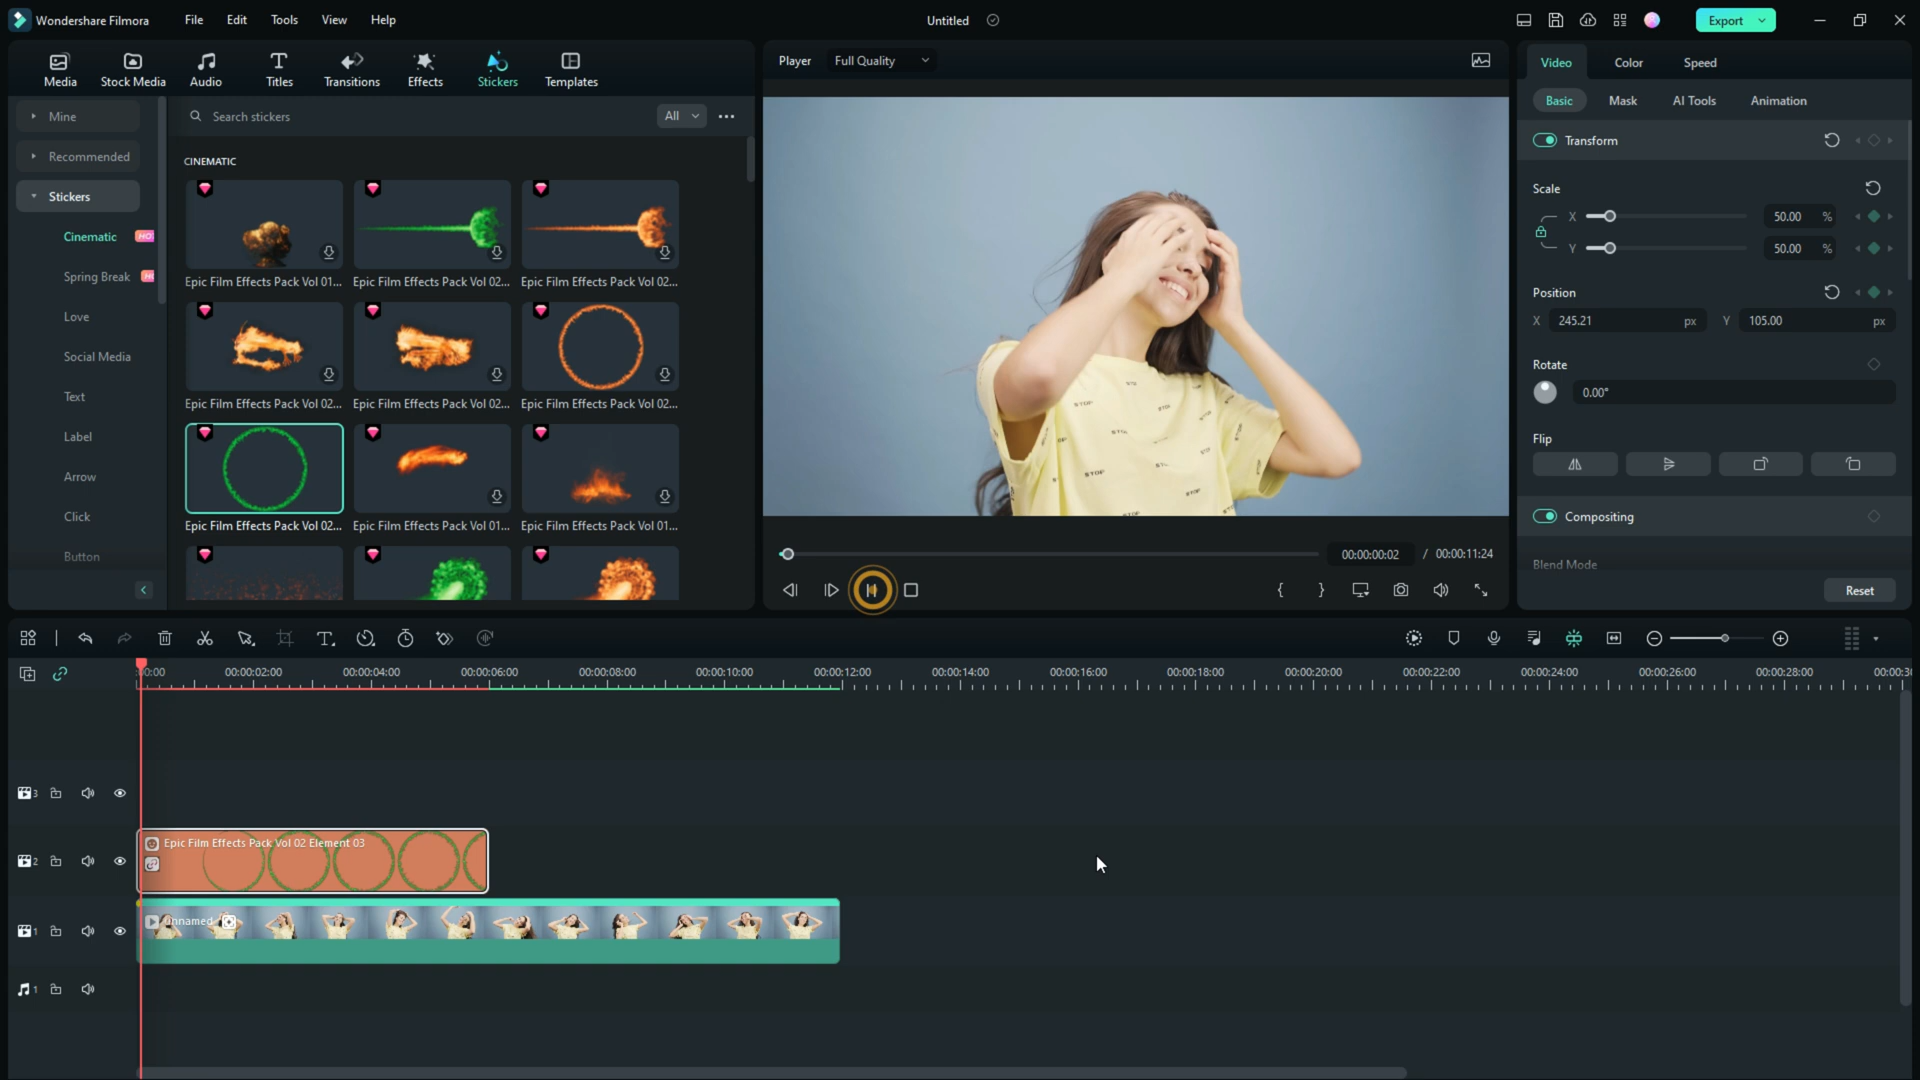 Wondershare Filmora
File
Edit
Tools
View
Help
Untitled
Export
Media
Stock Media
Audio
Titles
Transitions
Effects
Stickers
Templates
Mine
Recommended
Stickers
Cinematic
Spring Break
Love
Social Media
Text
Label
Arrow
Click
Button
Search stickers
All
CINEMATIC
Epic Film Effects Pack Vol 01...
Epic Film Effects Pack Vol 02...
Epic Film Effects Pack Vol 02...
Epic Film Effects Pack Vol 02...
Epic Film Effects Pack Vol 02...
Epic Film Effects Pack Vol 02...
Epic Film Effects Pack Vol 02...
Epic Film Effects Pack Vol 01...
Epic Film Effects Pack Vol 01...
Player
Full Quality
STOP
STOP
STOP
STOP
STOP
00:00:00:02 / 00:00:11:24
Video
Color
Speed
Basic
Mask
AI Tools
Animation
Transform
Scale
X 50.00 %
Y 50.00 %
Position
X 245.21 px Y 105.00 px
Rotate
0.00°
Flip
Compositing
Blend Mode
Reset
:00:00
00:00:02:00
00:00:04:00
00:00:06:00
00:00:08:00
00:00:10:00
00:00:12:00
00:00:14:00
00:00:16:00
00:00:18:00
00:00:20:00
00:00:22:00
00:00:24:00
00:00:26:00
00:00:28:00
3
2
Epic Film Effects Pack Vol 02 Element 03
1
Unnamed
1